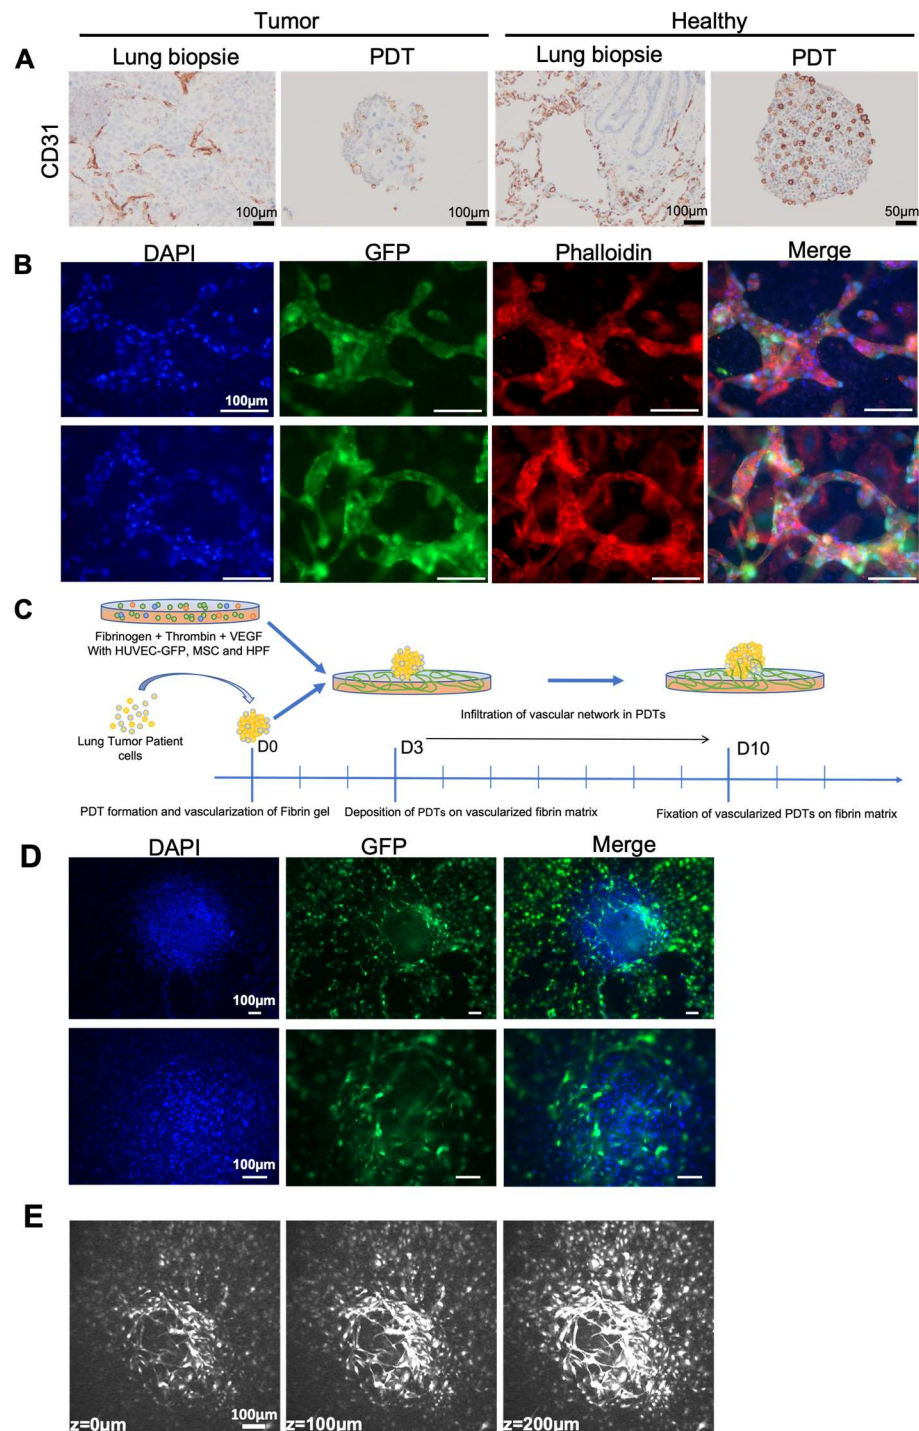 Tumor Healthy
A Lung biopsie PDT Lung biopsie PDT
CD31
100µm 100µm 100µm 50µm
B DAPI GFP Phalloidin Merge
100µm
C
Fibrinogen + Thrombin + VEGF
With HUVEC-GFP, MSC and HPF
Infiltration of vascular network in PDTs
Lung Tumor Patient
cells
D0 D3 D10
PDT formation and vascularization of Fibrin gel Deposition of PDTs on vascularized fibrin matrix Fixation of vascularized PDTs on fibrin matrix
D DAPI GFP Merge
100µm
100µm
E
z=0µm 100µm z=100µm z=200µm